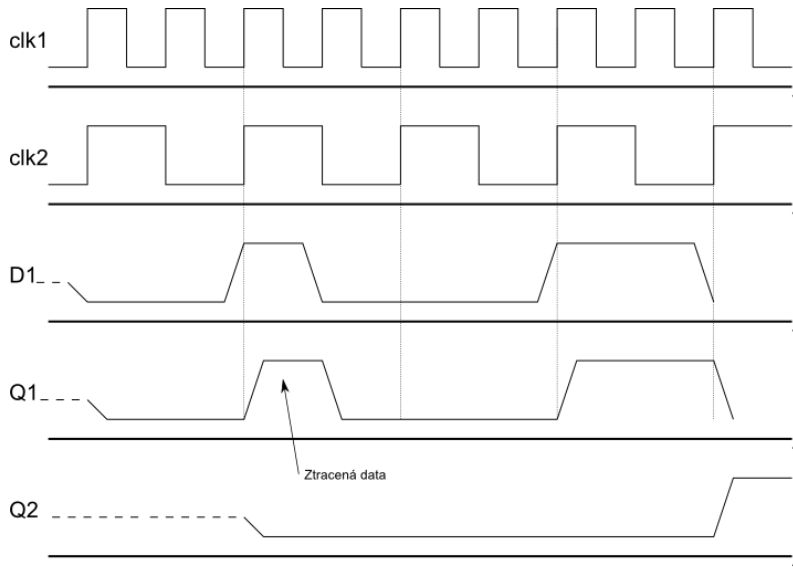 clk1
clk2
D1
Q1
Ztracená data
Q2